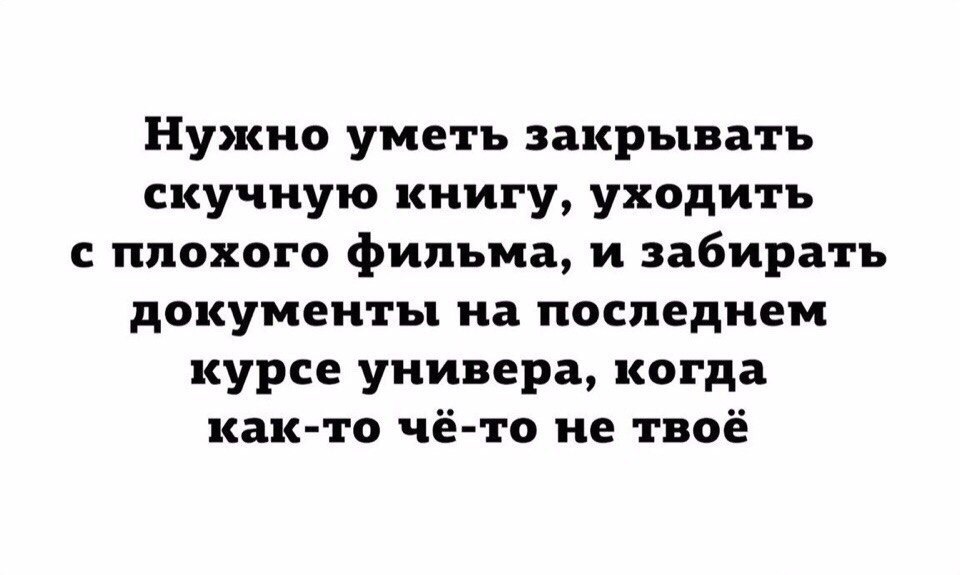 Нужно уметь закрывать
скучную книгу, уходить
с плохого фильма, и забирать
документы на последнем
курсе универа, когда
как-то чё-то не твоё